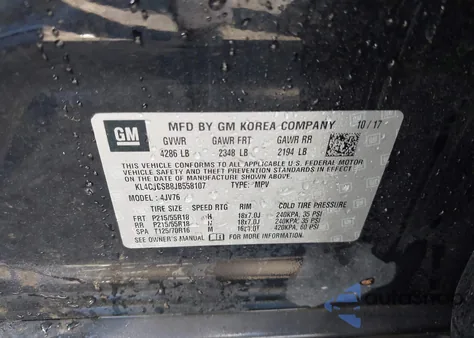 GM
MFD BY GM KOREA COMPANY 10/17
GVWR GAWR FRT GAWR RR
4286 LB 2348 LB 2194 LB
THIS VEHICLE CONFORMS TO ALL APPLICABLE U.S. FEDERAL MOTOR
VEHICLE SAFETY, BUMPER, AND THEFT PREVENTION STANDARDS
IN EFFECT ON THE DATE OF MANUFACTURE SHOWN ABOVE.
KL4CJCSB8JB558107 TYPE: MPV
MODEL: 4JV76
TIRE SIZE SPEED RTG RIM COLD TIRE PRESSURE
FRT P215/55R18 H 18x7.0J 240KPA, 35 PSI
RR P215/55R18 H 18x7.0J 240KPA, 35 PSI
SPA T125/70R16 M 420KPA, 60 PSI
SEE OWNER'S MANUAL FOR MORE INFORMATION.